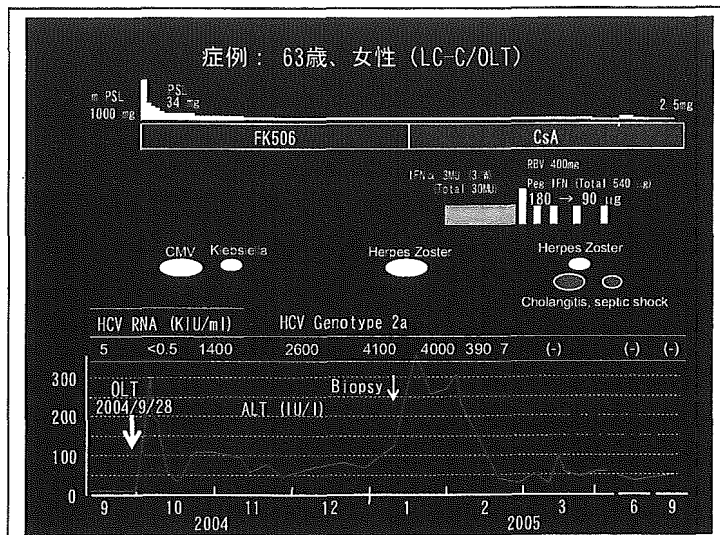 症例： 63歳、女性 (LC-C/OLT)
m PSL
1000 mg
PSL
34 mg
2.5mg
FK506
CsA
IFNα 3MU (3/W)
(Total 30MU)
RBV 400mg
Peg IFN (Total 540 μg)
180 → 90 μg
CMV
Klebsiella
Herpes Zoster
Herpes Zoster
Cholangitis, septic shock
HCV RNA (KIU/ml)
HCV Genotype 2a
5 <0.5 1400 2600 4100 4000 390 7 (-) (-) (-)
300
200
100
0
OLT
2004/9/28
ALT (IU/l)
Biopsy
9 10 11 12 1 2 3 6 9
2004 2005